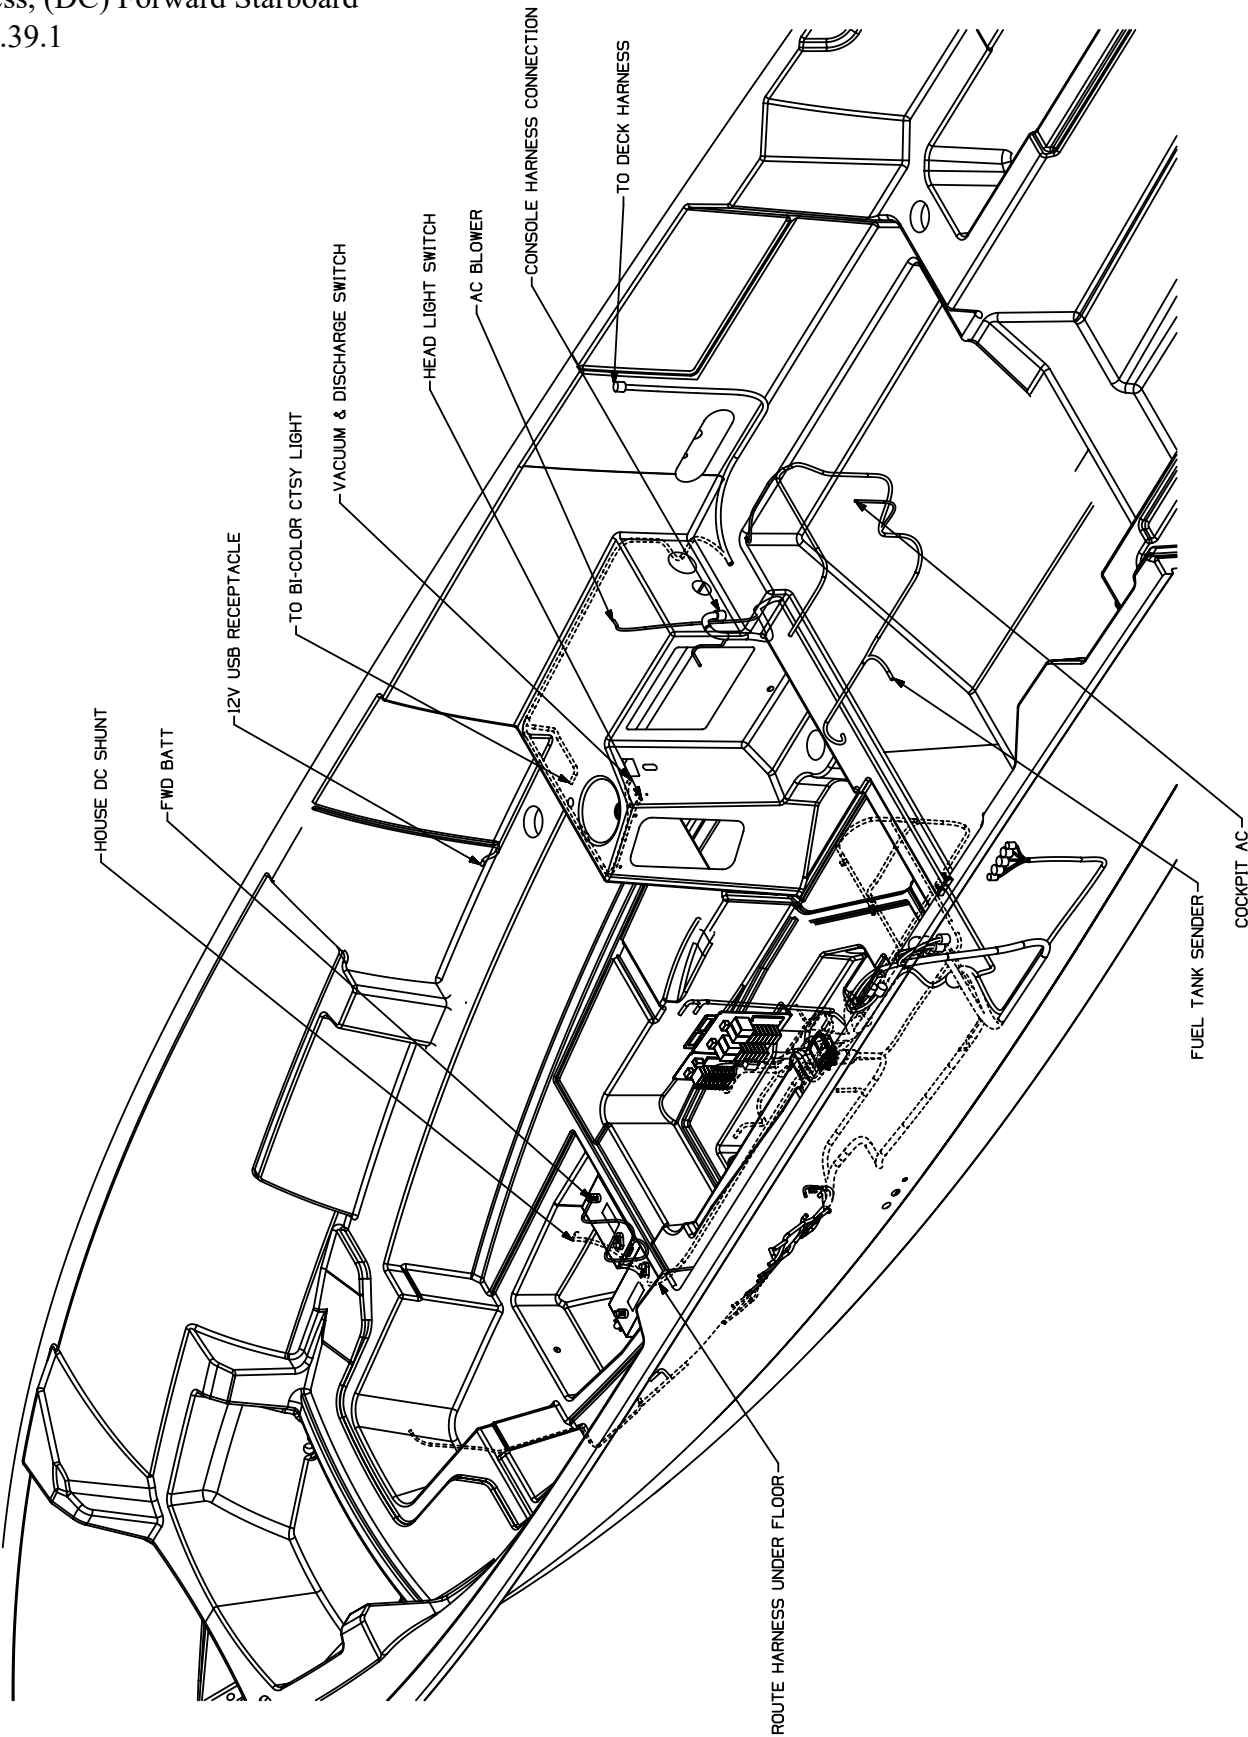 (DC) Forward Starboard
.39.1
HOUSE DC SHUNT
FWD BATT
12V USB RECEPTACLE
TO BI-COLOR CTSY LIGHT
VACUUM & DISCHARGE SWITCH
HEAD LIGHT SWITCH
AC BLOWER
CONSOLE HARNESS CONNECTION
TO DECK HARNESS
ROUTE HARNESS UNDER FLOOR
FUEL TANK SENDER
COCKPIT AC